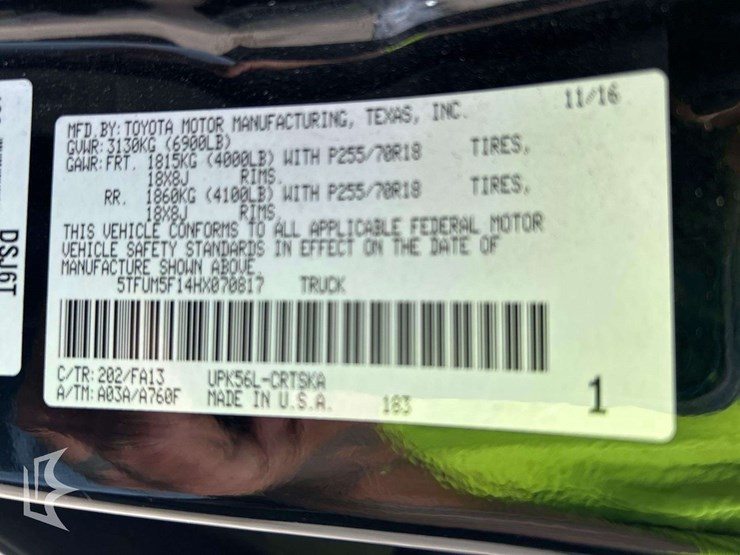 11/16
MFD. BY: TOYOTA MOTOR MANUFACTURING, TEXAS, INC.
GVWR: 3130KG (6900LB)
GAWR: FRT. 1815KG (4000LB) WITH P255/70R18 TIRES,
18X8J RIMS.
RR. 1860KG (4100LB) WITH P255/70R18 TIRES,
18X8J RIMS.
THIS VEHICLE CONFORMS TO ALL APPLICABLE FEDERAL MOTOR
VEHICLE SAFETY STANDARDS IN EFFECT ON THE DATE OF
MANUFACTURE SHOWN ABOVE.
5TFUM5F14HX070817 TRUCK
C/TR: 202/FA13 UPK56L-CRTSKA
A/TM: A03A/A760F MADE IN U.S.A. 183 1
DSJ6T